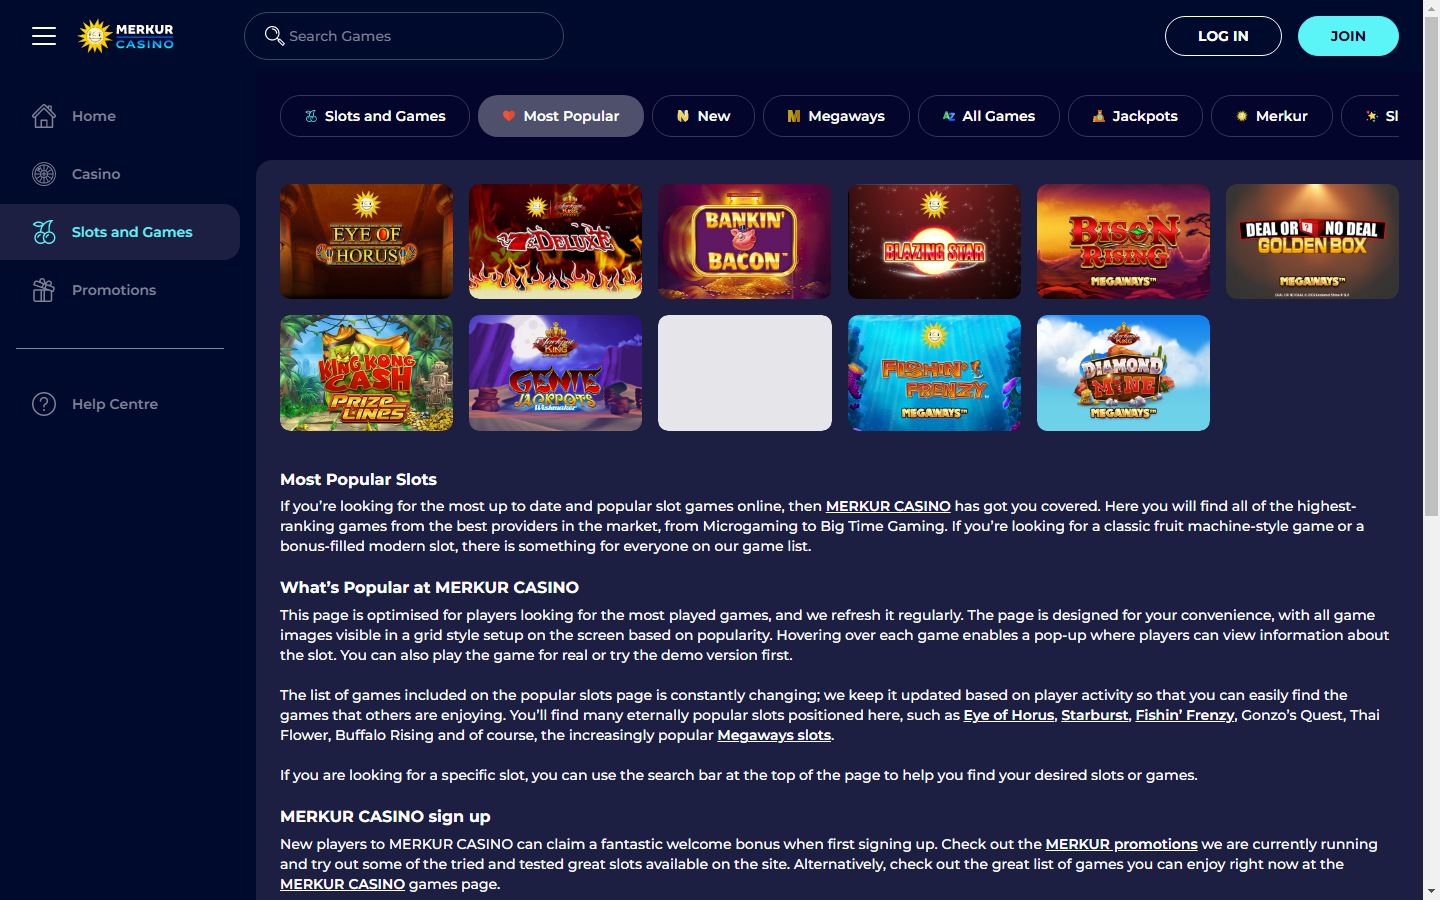 MERKUR
CASINO
Search Games
LOG IN
JOIN
Home
Casino
Slots and Games
Promotions
Help Centre
Slots and Games
Most Popular
New
Megaways
All Games
Jackpots
Merkur
Sl
EYE OF
HORUS
Jackpot
KING
7's DELUXE
BANKIN'
BACON™
BLAZING STAR
BISON
RISING
MEGAWAYS™
DEAL OR NO DEAL
GOLDEN BOX
MEGAWAYS™
KING KONG
CASH
PRIZE LINES
Jackpot
KING
GENIE
JACKPOTS
Wishmaker
FISHIN'
FRENZY™
MEGAWAYS™
Jackpot
KING
DIAMOND
MINE
MEGAWAYS™
Most Popular Slots
If you’re looking for the most up to date and popular slot games online, then MERKUR CASINO has got you covered. Here you will find all of the highest-
ranking games from the best providers in the market, from Microgaming to Big Time Gaming. If you’re looking for a classic fruit machine-style game or a
bonus-filled modern slot, there is something for everyone on our game list.
What’s Popular at MERKUR CASINO
This page is optimised for players looking for the most played games, and we refresh it regularly. The page is designed for your convenience, with all game
images visible in a grid style setup on the screen based on popularity. Hovering over each game enables a pop-up where players can view information about
the slot. You can also play the game for real or try the demo version first.
The list of games included on the popular slots page is constantly changing; we keep it updated based on player activity so that you can easily find the
games that others are enjoying. You’ll find many eternally popular slots positioned here, such as Eye of Horus, Starburst, Fishin’ Frenzy, Gonzo’s Quest, Thai
Flower, Buffalo Rising and of course, the increasingly popular Megaways slots.
If you are looking for a specific slot, you can use the search bar at the top of the page to help you find your desired slots or games.
MERKUR CASINO sign up
New players to MERKUR CASINO can claim a fantastic welcome bonus when first signing up. Check out the MERKUR promotions we are currently running
and try out some of the tried and tested great slots available on the site. Alternatively, check out the great list of games you can enjoy right now at the
MERKUR CASINO games page.